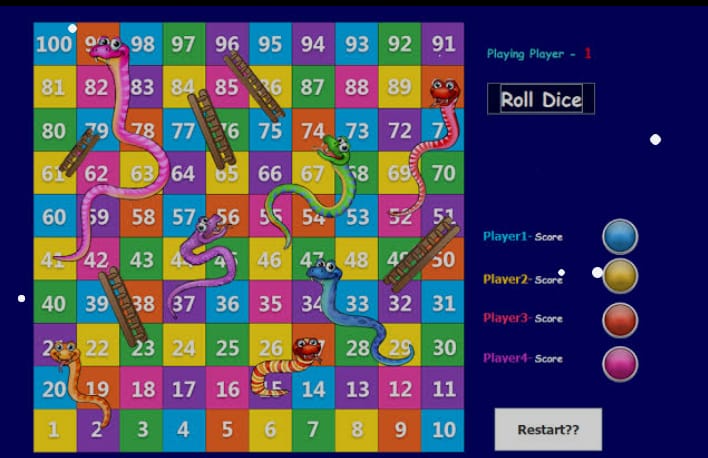 100 98 97 96 95 94 93 92 91
81 82 83 84 85 86 87 88 89
80 79 78 77 76 75 74 73 72
61 62 63 64 65 66 67 68 69 70
60 59 58 57 56 55 54 53 52 51
41 42 43 46 47 48 49 50
40 39 38 37 36 35 34 33 32 31
22 23 24 25 26 28 29 30
20 19 18 17 16 15 14 13 12 11
1 2 3 4 5 6 7 8 9 10
Playing Player - 1
Roll Dice
Player1- Score
Player2- Score
Player3- Score
Player4- Score
Restart??